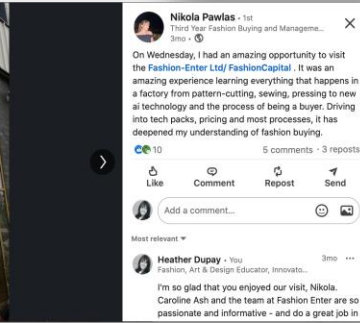 Nikola Pawlas • 1st
Third Year Fashion Buying and Manageme...
3mo •
On Wednesday, I had an amazing opportunity to visit
the Fashion-Enter Ltd/ FashionCapital . It was an
amazing experience learning everything that happens in
a factory from pattern-cutting, sewing, pressing to new
ai technology and the process of being a buyer. Driving
into tech packs, pricing and most processes, it has
deepened my understanding of fashion buying.
10
5 comments • 3 reposts
Like Comment Repost Send
Add a comment...
Most relevant
Heather Dupay • You 3mo ...
Fashion, Art & Design Educator, Innovato...
I'm so glad that you enjoyed our visit, Nikola.
Caroline Ash and the team at Fashion Enter are so
passionate and informative - and do a great job in